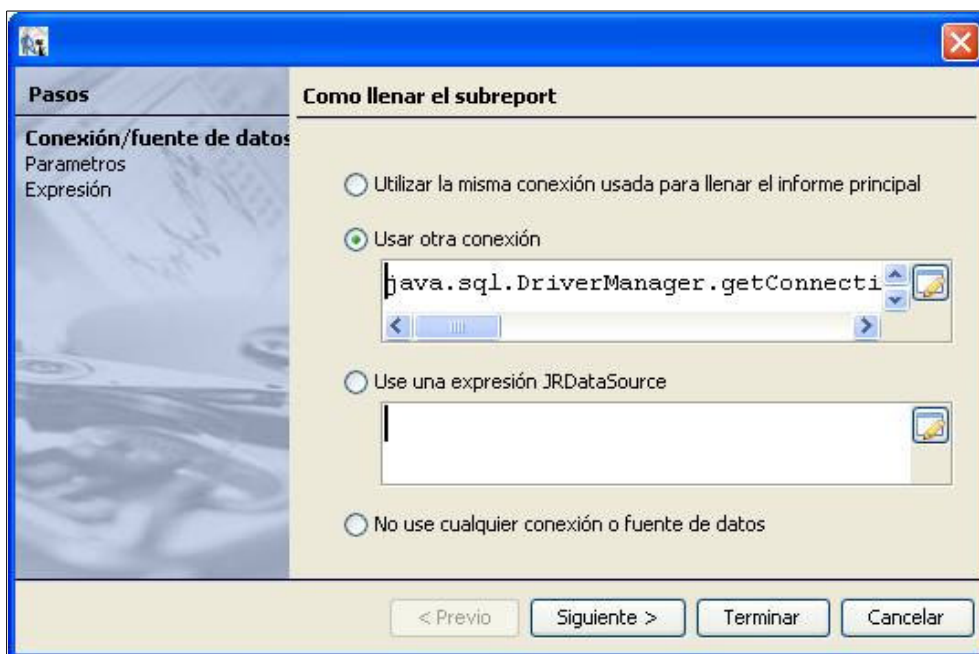 Pasos
Conexión/fuente de datos
Parametros
Expresión
Como llenar el subreport
Utilizar la misma conexión usada para llenar el informe principal
Usar otra conexión
java.sql.DriverManager.getConnecti
Use una expresión JRDataSource
No use cualquier conexión o fuente de datos
< Previo
Siguiente >
Terminar
Cancelar